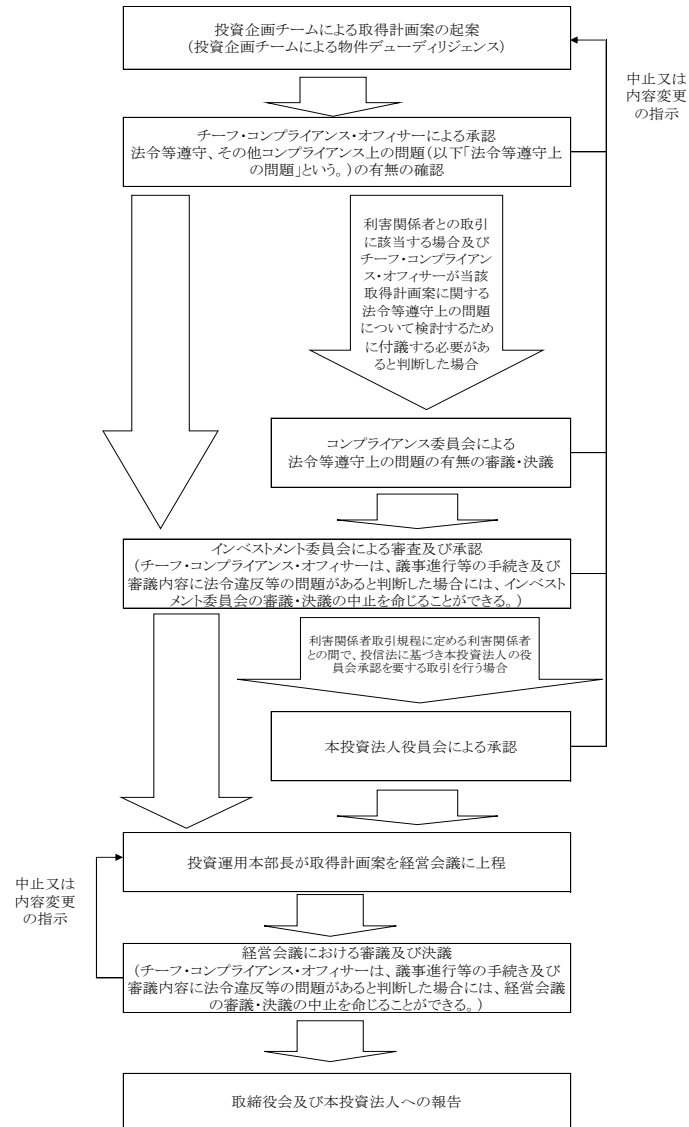 投資企画チームによる取得計画案の起案
(投資企画チームによる物件デューディリジェンス)
中止又は
内容変更
の指示
チーフ・コンプライアンス・オフィサーによる承認
法令等遵守、その他コンプライアンス上の問題(以下「法令等遵守上
の問題」という。)の有無の確認
利害関係者との取引
に該当する場合及び
チーフ・コンプライアン
ス・オフィサーが当該
取得計画案に関する
法令等遵守上の問題
について検討するため
に付議する必要があ
ると判断した場合
コンプライアンス委員会による
法令等遵守上の問題の有無の審議・決議
インベストメント委員会による審査及び承認
(チーフ・コンプライアンス・オフィサーは、議事進行等の手続き及び
審議内容に法令違反等の問題があると判断した場合には、インベスト
メント委員会の審議・決議の中止を命じることができる。)
利害関係者取引規程に定める利害関係者
との間で、投信法に基づき本投資法人の役
員会承認を要する取引を行う場合
本投資法人役員会による承認
投資運用本部長が取得計画案を経営会議に上程
中止又は
内容変更
の指示
経営会議における審議及び決議
(チーフ・コンプライアンス・オフィサーは、議事進行等の手続き及び
審議内容に法令違反等の問題があると判断した場合には、経営会議
の審議・決議の中止を命じることができる。)
取締役会及び本投資法人への報告